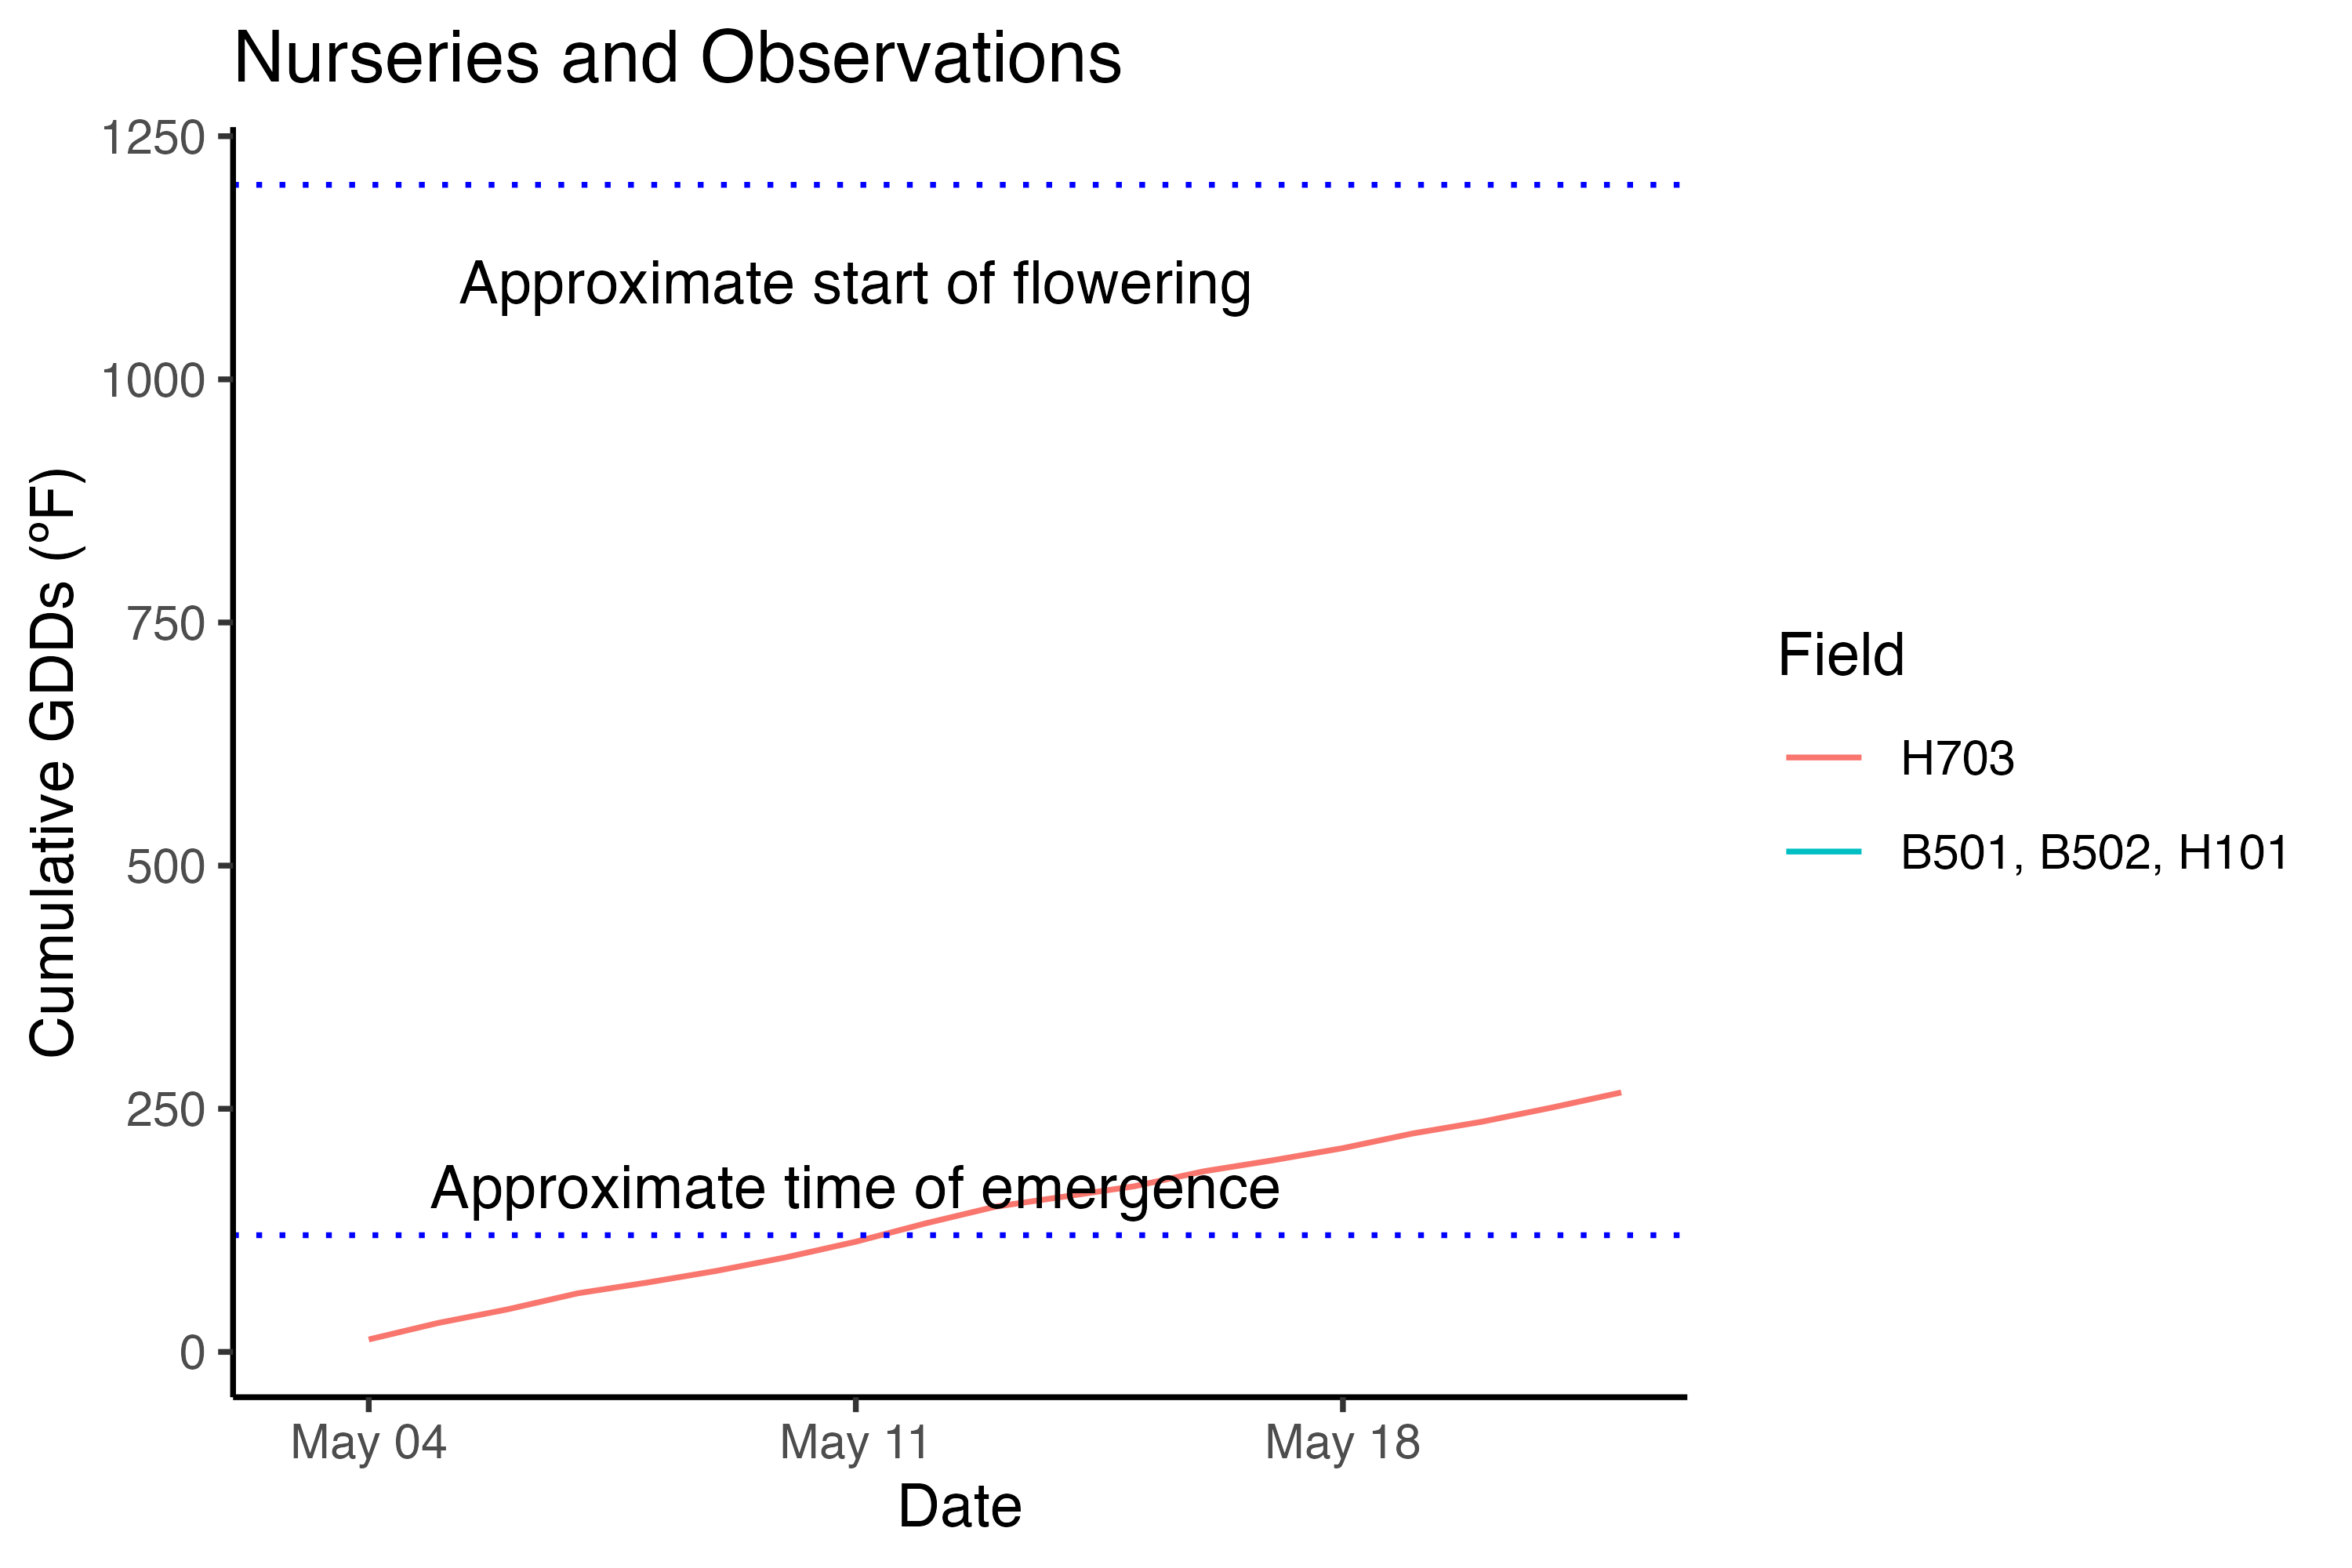 Nurseries and Observations
1250
1000
750
500
250
0
Cumulative GDDs (ºF)
Approximate start of flowering
Approximate time of emergence
May 04
May 11
May 18
Date
Field
H703
B501, B502, H101